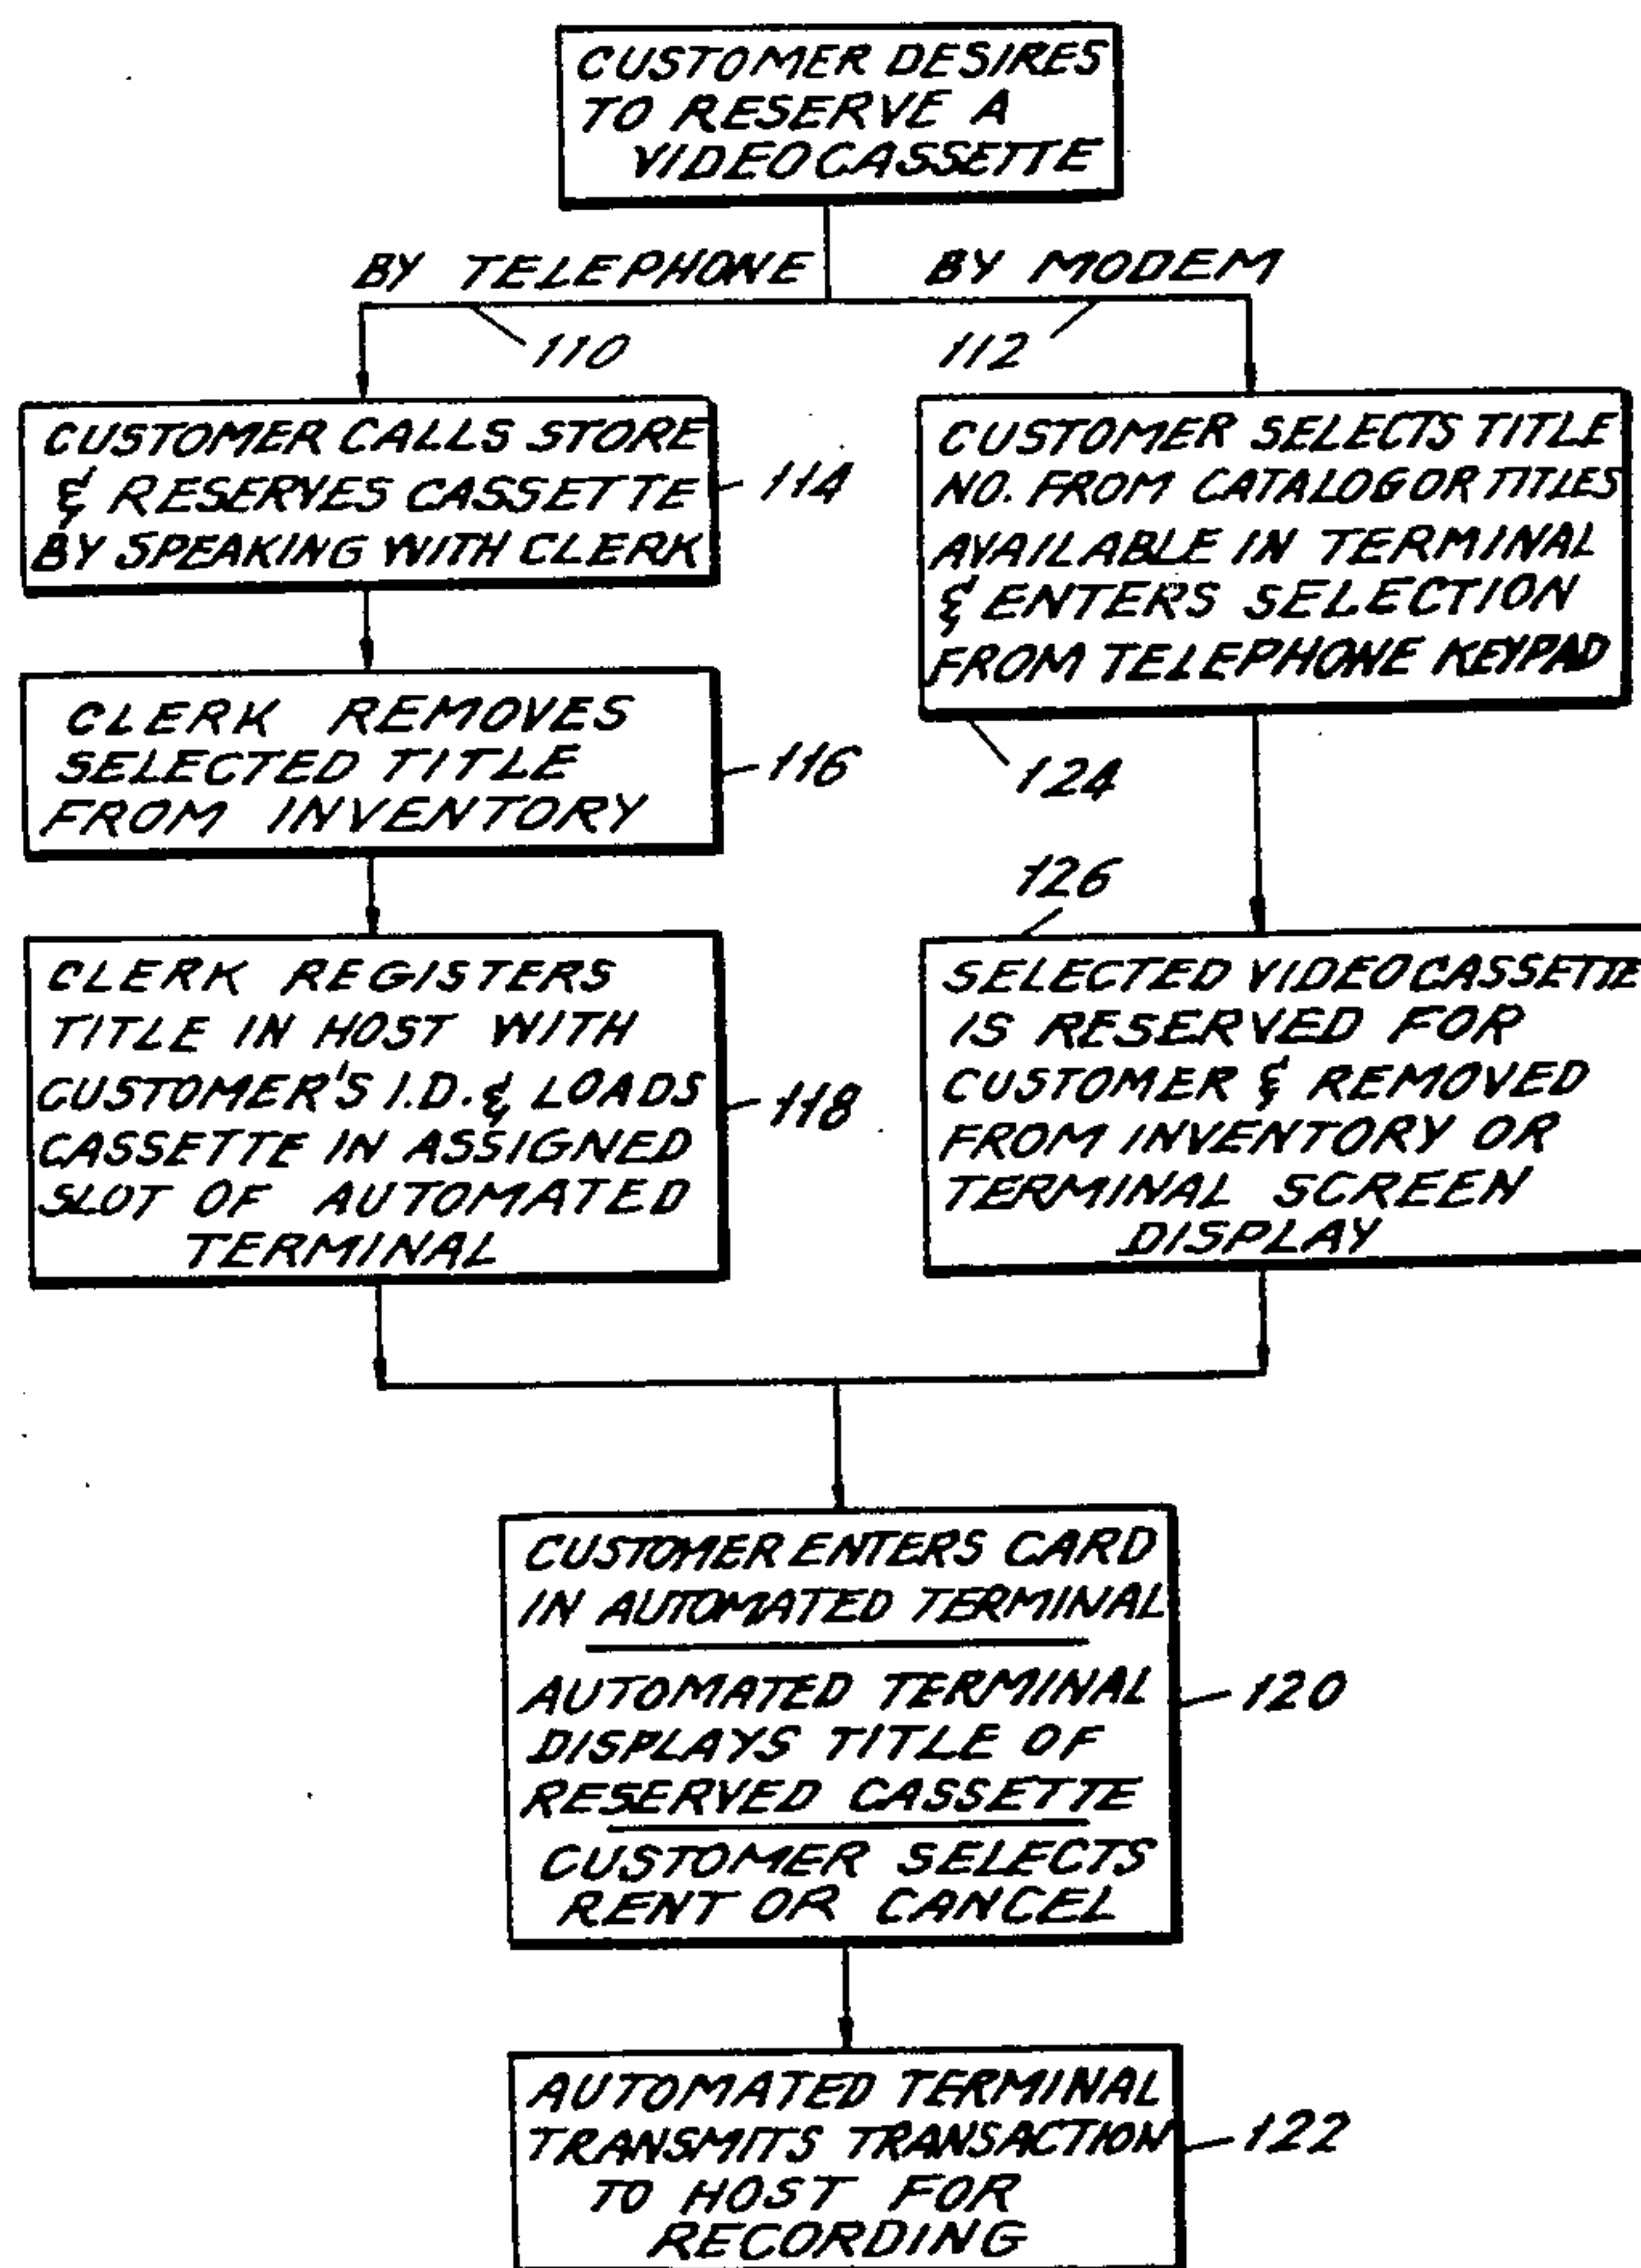 CUSTOMER DESIRES
TO RESERVE A
VIDEOCASSETTE
BY TELEPHONE
BY MODEM
110
112
CUSTOMER CALLS STORE
& RESERVES CASSETTE
BY SPEAKING WITH CLERK
114
CLERK REMOVES
SELECTED TITLE
FROM INVENTORY
116
CLERK REGISTERS
TITLE IN HOST WITH
CUSTOMER'S I.D. & LOADS
CASSETTE IN ASSIGNED
SLOT OF AUTOMATED
TERMINAL
118
CUSTOMER SELECTS TITLE
NO. FROM CATALOG OR TITLES
AVAILABLE IN TERMINAL
& ENTERS SELECTION
FROM TELEPHONE KEYPAD
124
126
SELECTED VIDEOCASSETTE
IS RESERVED FOR
CUSTOMER & REMOVED
FROM INVENTORY OR
TERMINAL SCREEN
DISPLAY
CUSTOMER ENTERS CARD
IN AUTOMATED TERMINAL
AUTOMATED TERMINAL
DISPLAYS TITLE OF
RESERVED CASSETTE
CUSTOMER SELECTS
RENT OR CANCEL
120
AUTOMATED TERMINAL
TRANSMITS TRANSACTION
TO HOST FOR
RECORDING
122